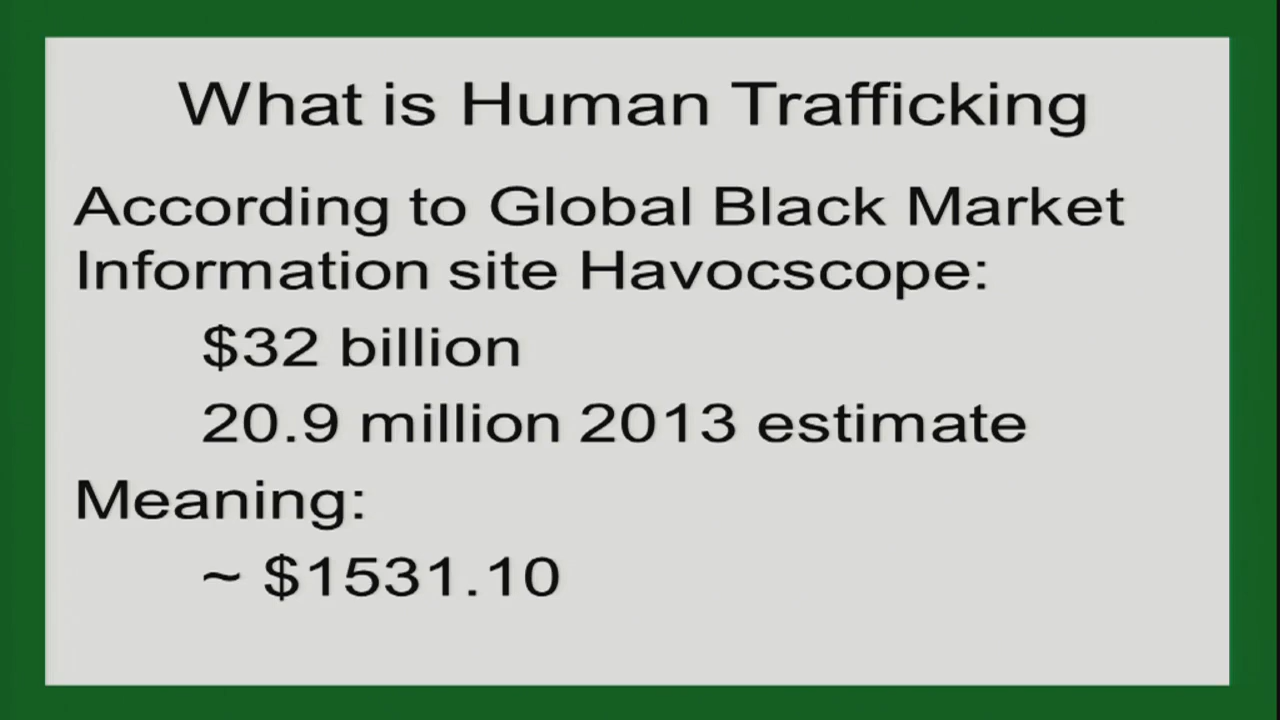 What is Human Trafficking
According to Global Black Market
Information site Havocscope:
$32 billion
20.9 million 2013 estimate
Meaning:
~ $1531.10